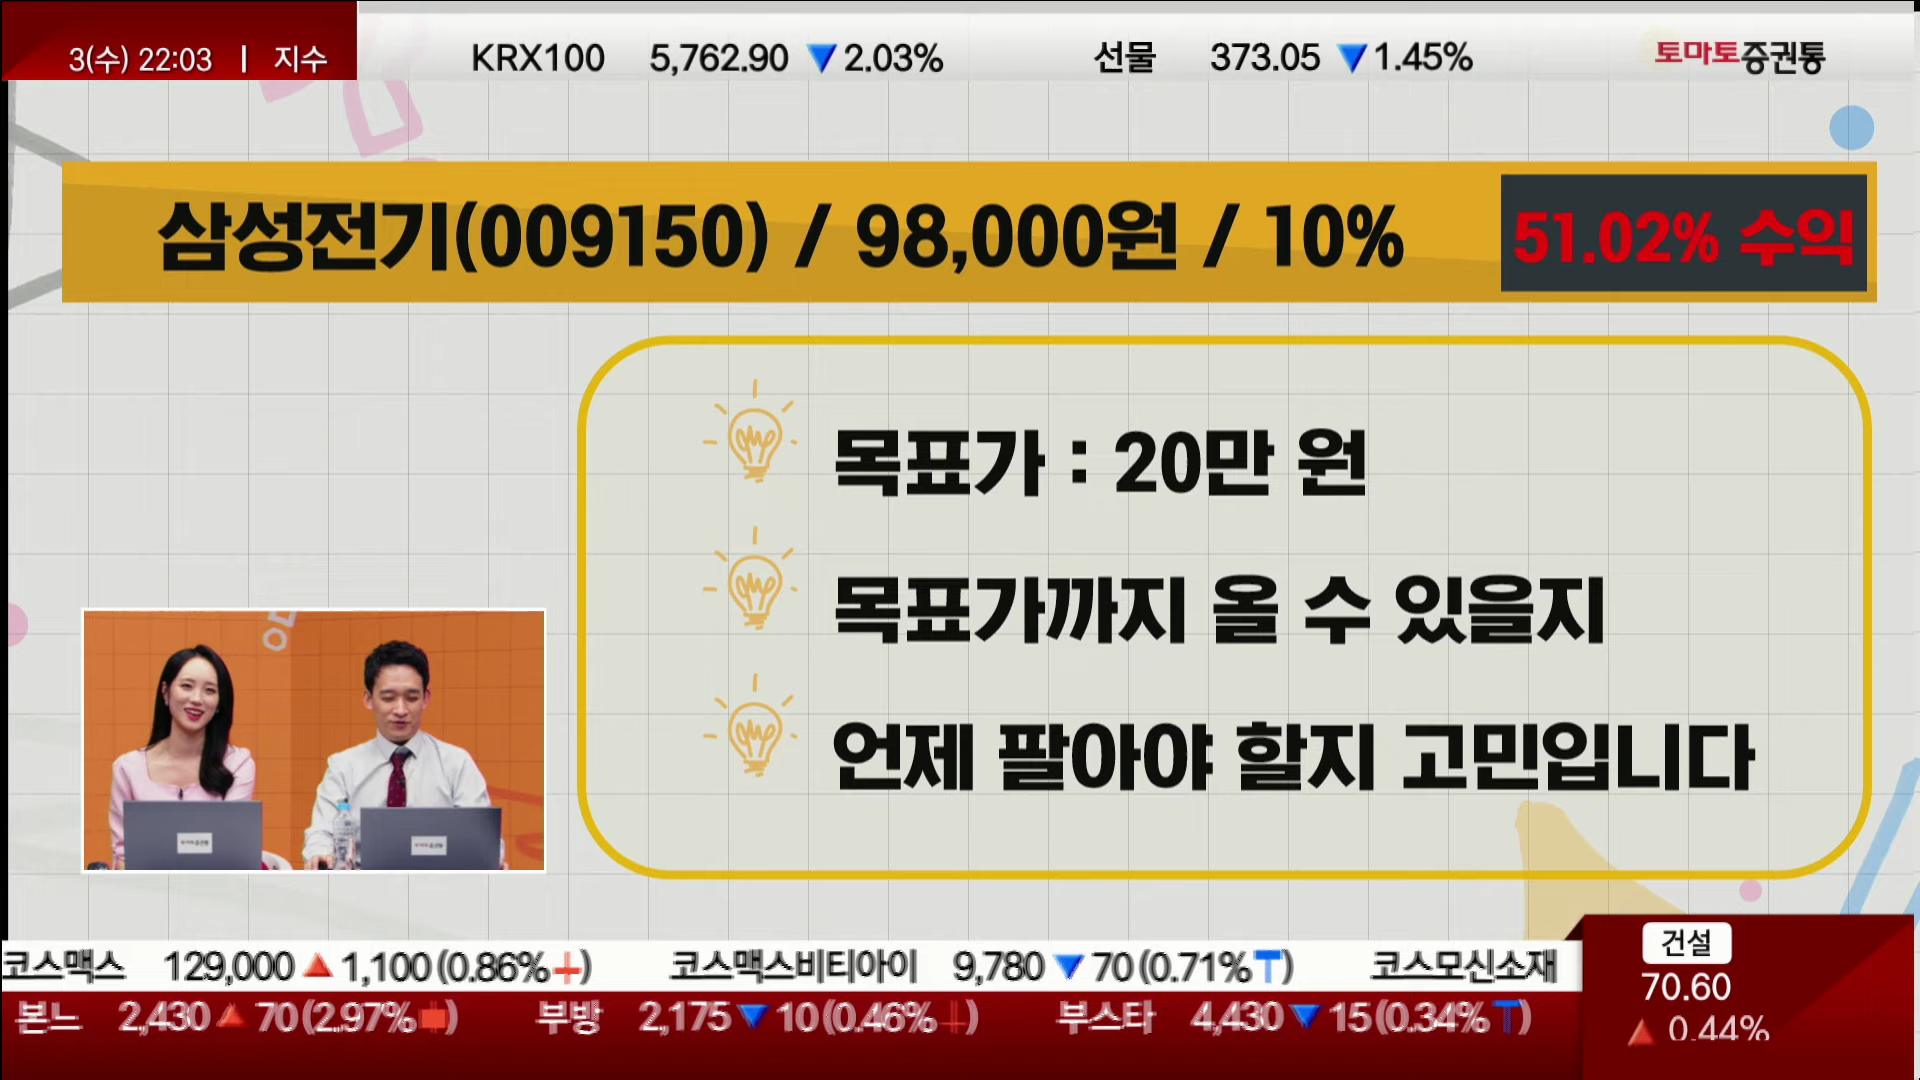 3(수) 22:03 | 지수 KRX100 5,762.90 ▼2.03% 선물 373.05 ▼1.45% 토마토증권통
삼성전기(009150) / 98,000원 / 10% 51.02% 수익
목표가 : 20만 원
목표가까지 올 수 있을지
언제 팔아야 할지 고민입니다
코스맥스 129,000 ▲1,100(0.86%) 코스맥스비티아이 9,780 ▼70(0.71%) 코스모신소재
본느 2,430 ▲70(2.97%) 부방 2,175 ▼10(0.46%) 부스타 4,430 ▼15(0.34%)
건설
70.60
▲0.44%